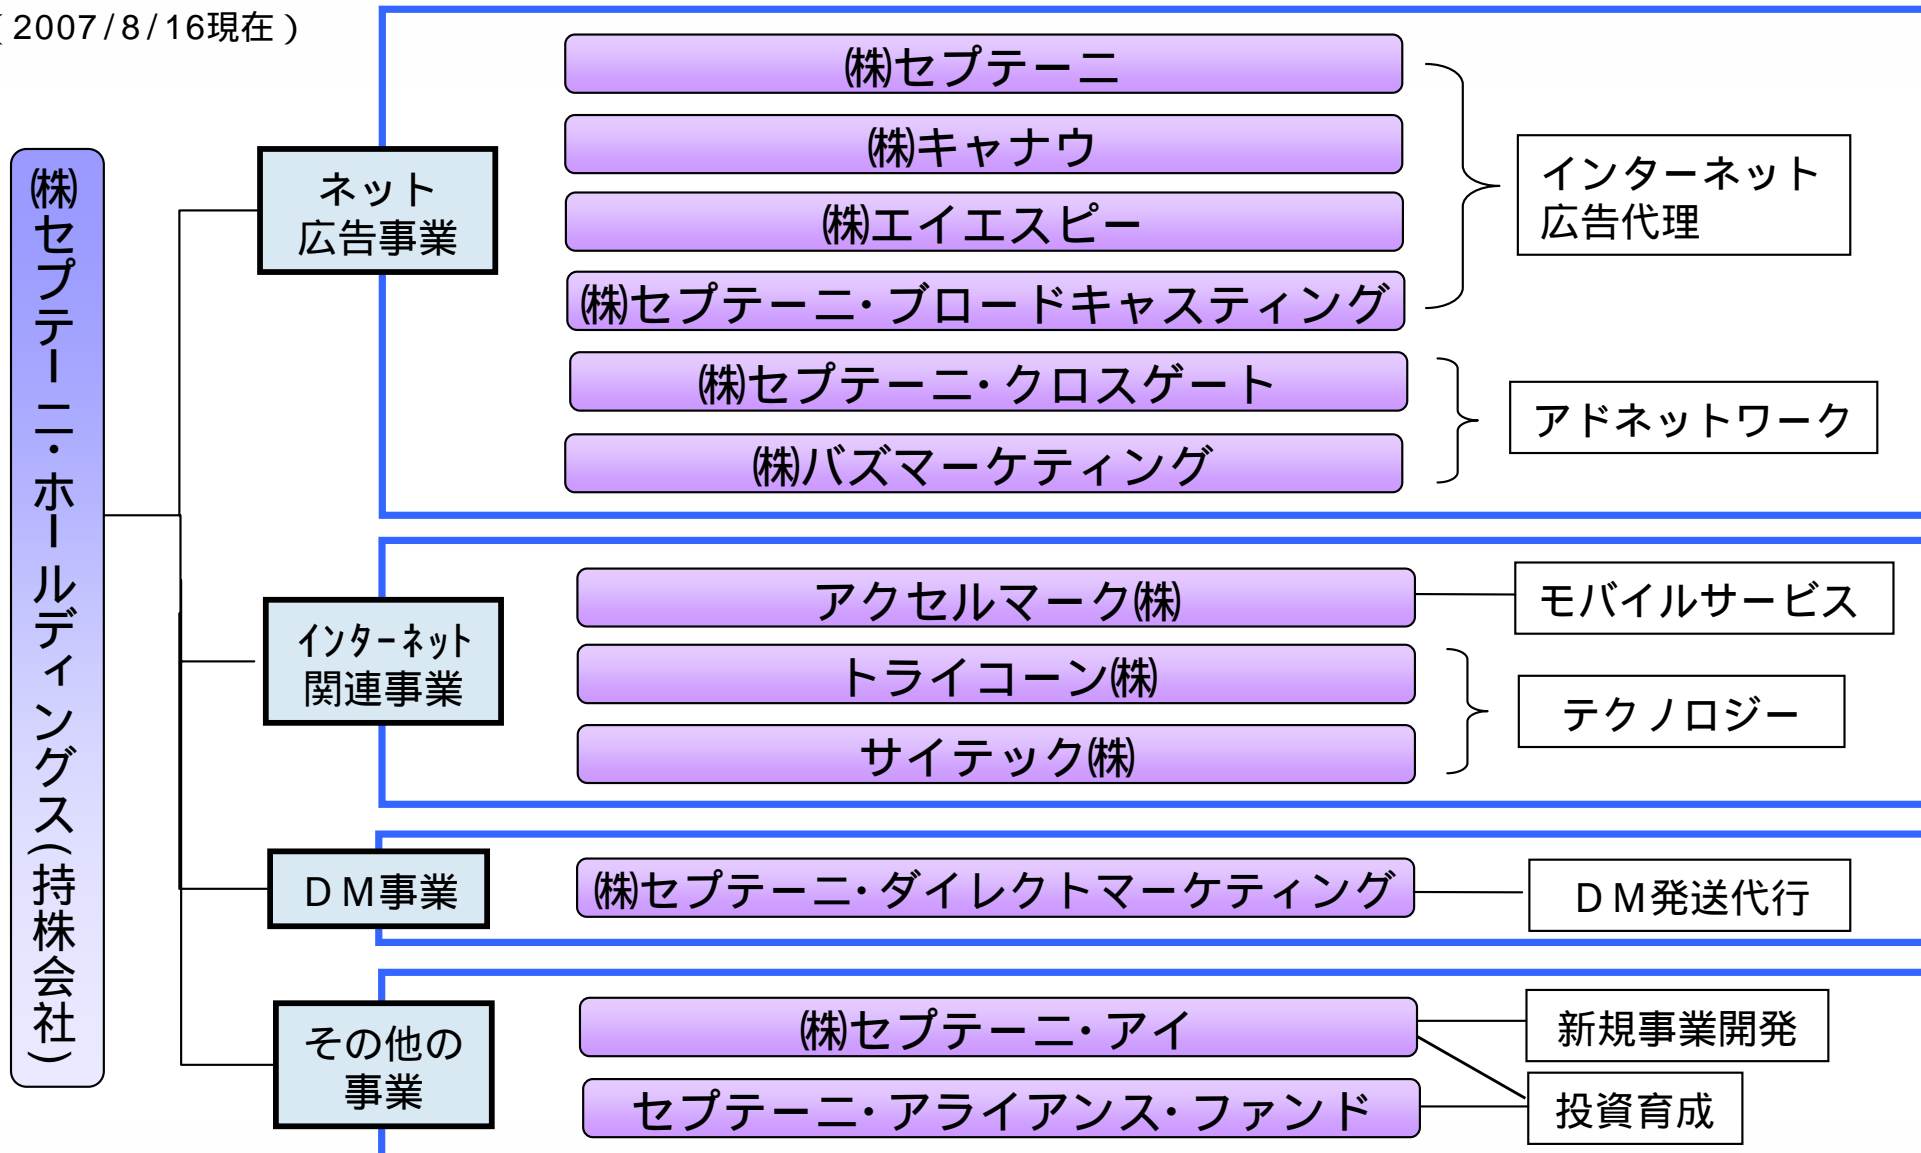 (2007/8/16現在)
㈱セプテーニ・ホールディングス(持株会社)
ネット
広告事業
㈱セプテーニ
㈱キャナウ
㈱エイエスピー
㈱セプテーニ・ブロードキャスティング
インターネット
広告代理
㈱セプテーニ・クロスゲート
㈱バズマーケティング
アドネットワーク
インターネット
関連事業
アクセルマーク㈱
モバイルサービス
トライコーン㈱
サイテック㈱
テクノロジー
ＤＭ事業
㈱セプテーニ・ダイレクトマーケティング
ＤＭ発送代行
その他の
事業
㈱セプテーニ・アイ
新規事業開発
セプテーニ・アライアンス・ファンド
投資育成